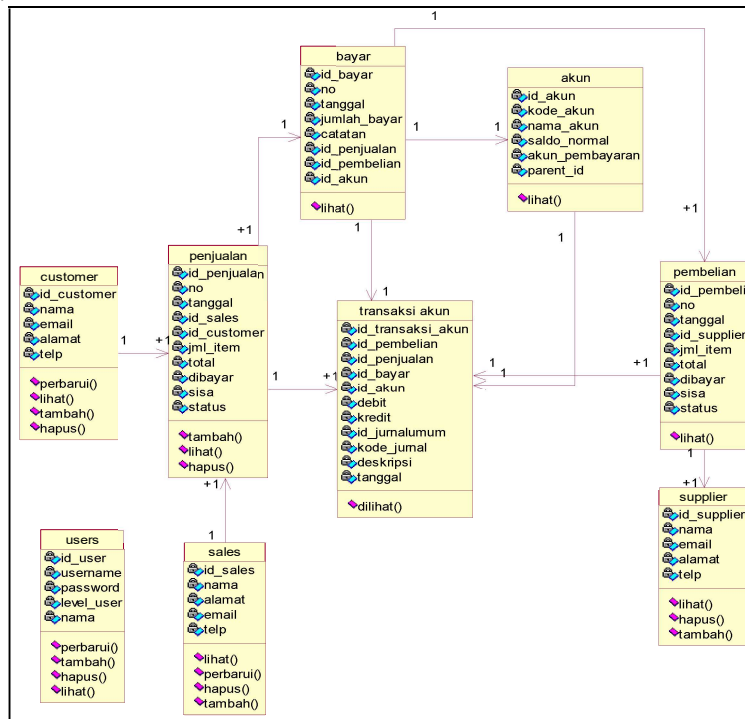 1
bayar
id_bayar
no
tanggal
jumlah_bayar
catatan
id_penjualan
id_pembelian
id_akun
lihat()
akun
id_akun
kode_akun
nama_akun
saldo_normal
akun_pembayaran
parent_id
lihat()
1
1
1
1
1
+1
+1
1
penjualan
id_penjualan
no
tanggal
id_sales
id_customer
jml_item
total
dibayar
sisa
status
tambah()
lihat()
hapus()
customer
id_customer
nama
email
alamat
telp
perbarui()
lihat()
tambah()
hapus()
1
+1
1
+1
transaksi akun
id_transaksi_akun
id_pembelian
id_penjualan
id_bayar
id_akun
debit
kredit
id_jurnalumum
kode_jurnal
deskripsi
tanggal
dilihat()
1
+1
pembelian
id_pembeli
no
tanggal
id_supplier
jml_item
total
dibayar
sisa
status
lihat()
1
+1
supplier
id_supplier
nama
email
alamat
telp
lihat()
hapus()
tambah()
+1
1
users
id_user
username
password
level_user
nama
perbarui()
tambah()
hapus()
lihat()
sales
id_sales
nama
alamat
email
telp
lihat()
perbarui()
hapus()
tambah()